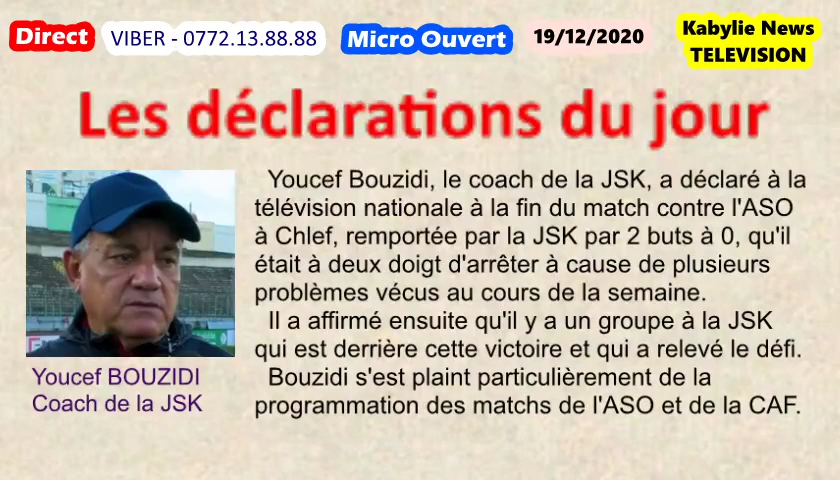 Direct
VIBER - 0772.13.88.88
Micro Ouvert
19/12/2020
Kabylie News
TELEVISION
Les déclarations du jour
Youcef Bouzidi, le coach de la JSK, a déclaré à la
télévision nationale à la fin du match contre l'ASO
à Chlef, remportée par la JSK par 2 buts à 0, qu'il
était à deux doigt d'arrêter à cause de plusieurs
problèmes vécus au cours de la semaine.
Il a affirmé ensuite qu'il y a un groupe à la JSK
qui est derrière cette victoire et qui a relevé le défi.
Bouzidi s'est plaint particulièrement de la
programmation des matchs de l'ASO et de la CAF.
Youcef BOUZIDI
Coach de la JSK